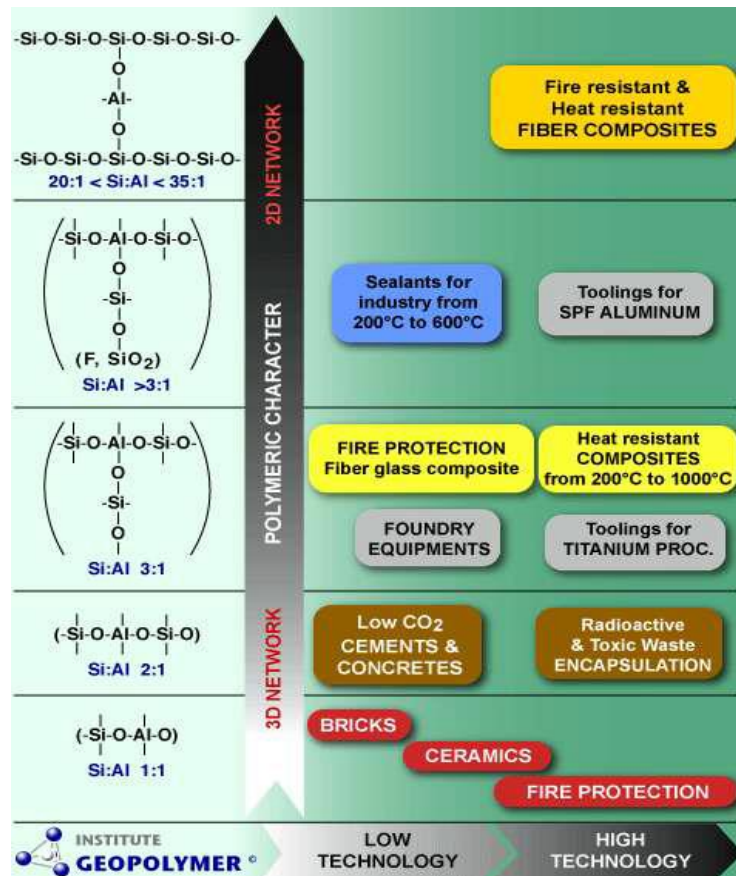 -Si-O-Si-O-Si-O-Si-O-Si-O-
O
-Al-
O
-Si-O-Si-O-Si-O-Si-O-Si-O-
20:1 < Si:Al < 35:1
Fire resistant &
Heat resistant
FIBER COMPOSITES
2D NETWORK
-Si-O-Al-O-Si-O-
O
-Si-
O
(F, SiO₂)
Si:Al >3:1
Sealants for
industry from
200°C to 600°C
Toolings for
SPF ALUMINUM
POLYMERIC CHARACTER
-Si-O-Al-O-Si-O-
O
-Si-
O
Si:Al 3:1
FIRE PROTECTION
Fiber glass composite
Heat resistant
COMPOSITES
from 200°C to 1000°C
FOUNDRY
EQUIPMENTS
Toolings for
TITANIUM PROC.
(-Si-O-Al-O-Si-O)
Si:Al 2:1
Low CO₂
CEMENTS &
CONCRETES
Radioactive
& Toxic Waste
ENCAPSULATION
3D NETWORK
(-Si-O-Al-O)
Si:Al 1:1
BRICKS
CERAMICS
FIRE PROTECTION
INSTITUTE
GEOPOLYMER ©
LOW
TECHNOLOGY
HIGH
TECHNOLOGY